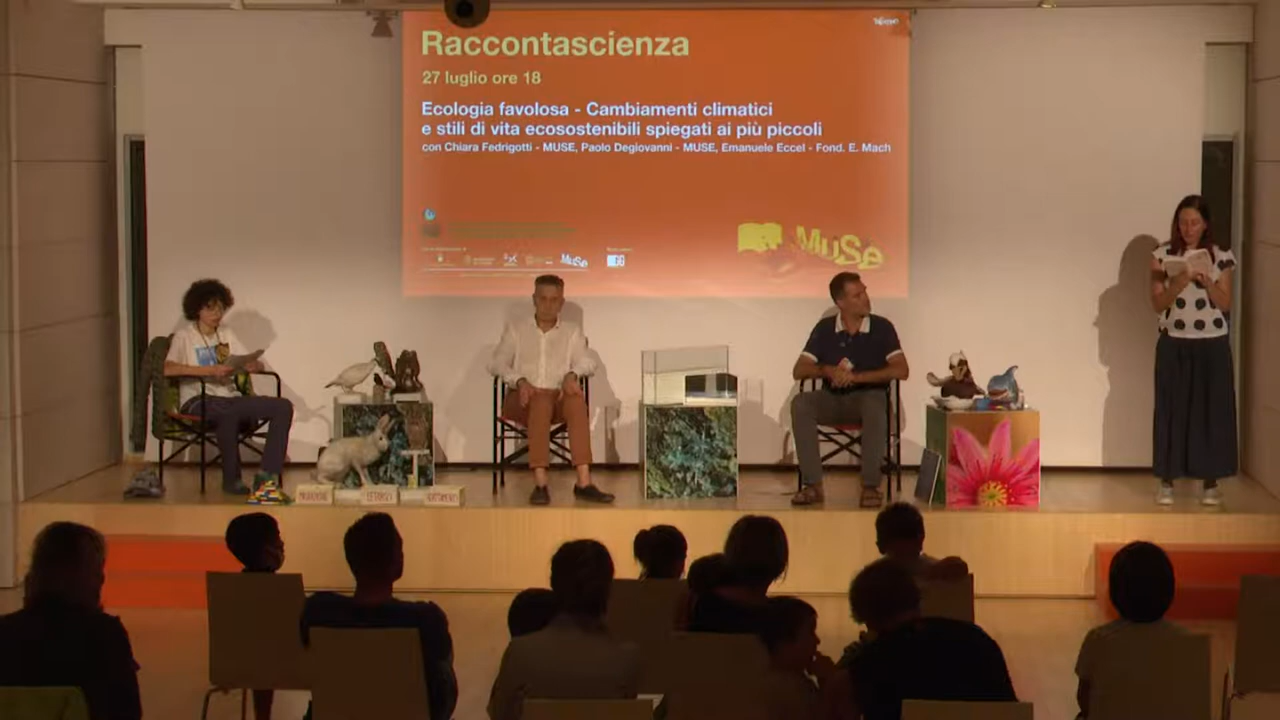 Raccontascienza
27 luglio ore 18
Ecologia favolosa - Cambiamenti climatici
e stili di vita ecosostenibili spiegati ai più piccoli
con Chiara Fedrigotti - MUSE, Paolo Degiovanni - MUSE, Emanuele Eccel - Fond. E. Mach
MuSe
MuSe